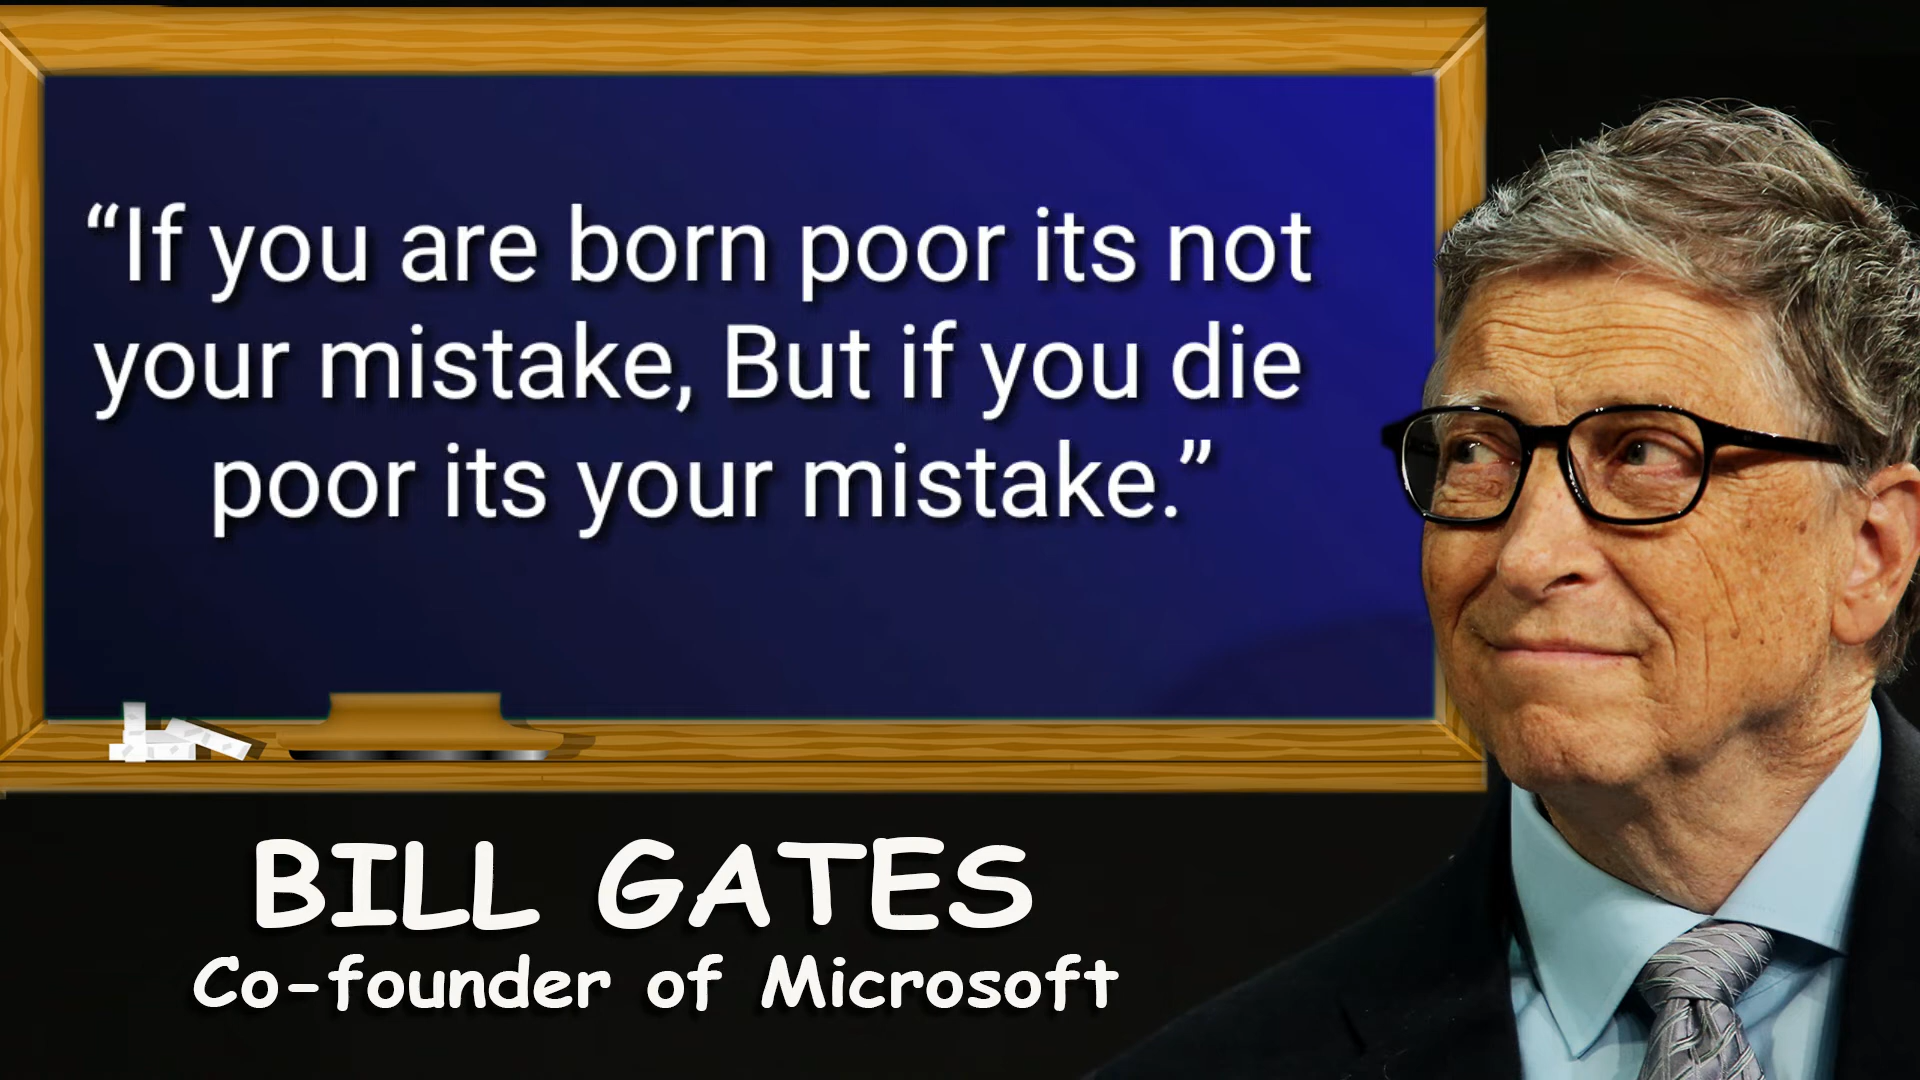 “If you are born poor its not
your mistake, But if you die
poor its your mistake.”
BILL GATES
Co-founder of Microsoft